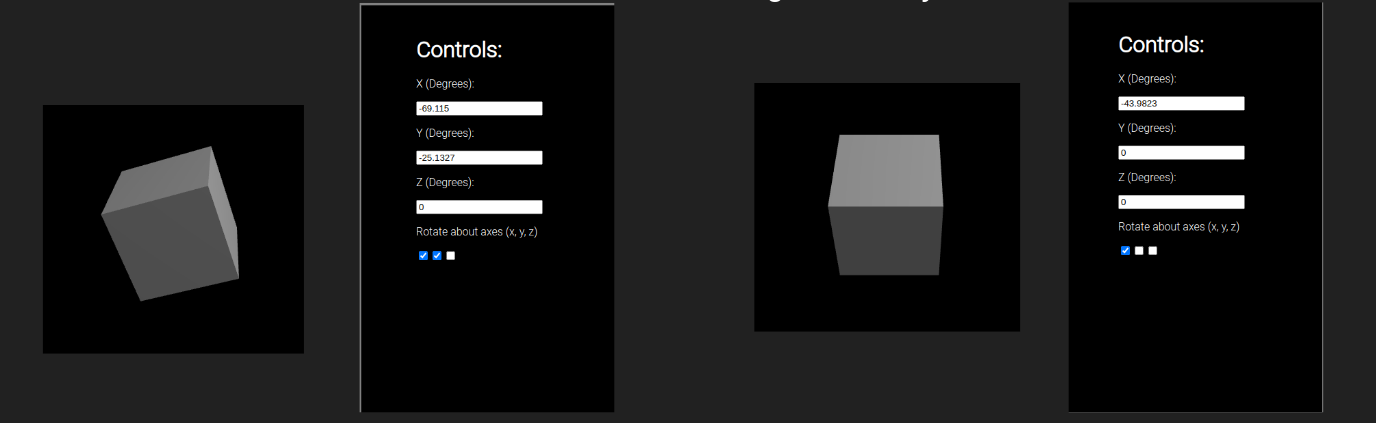 Controls:
X (Degrees):
-69.115
Y (Degrees):
-25.1327
Z (Degrees):
0
Rotate about axes (x, y, z)
Controls:
X (Degrees):
-43.9823
Y (Degrees):
0
Z (Degrees):
0
Rotate about axes (x, y, z)